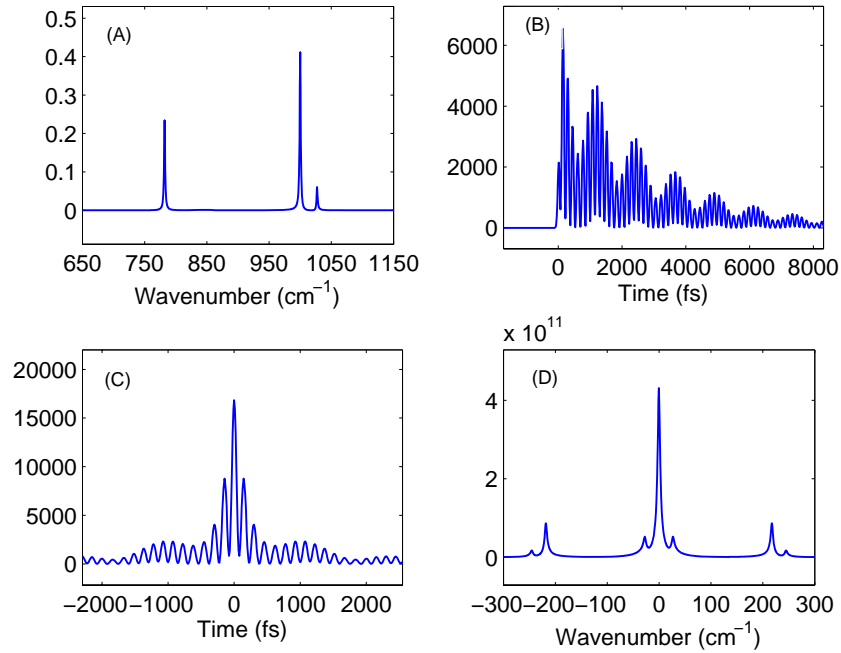 (A)
0.5
0.4
0.3
0.2
0.1
0
650 750 850 950 1050 1150
Wavenumber (cm⁻¹)
(B)
6000
4000
2000
0
0 2000 4000 6000 8000
Time (fs)
(C)
20000
15000
10000
5000
0
−2000 −1000 0 1000 2000
Time (fs)
x 10¹¹
(D)
4
2
0
−300 −200 −100 0 100 200 300
Wavenumber (cm⁻¹)